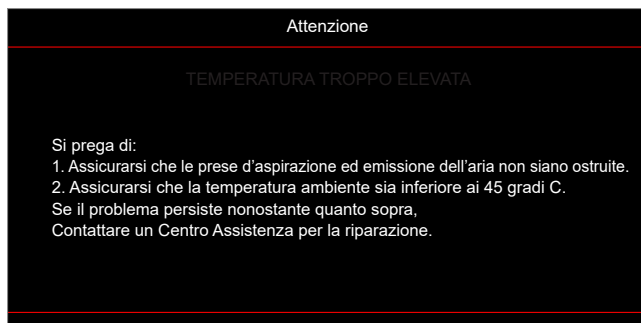 Attenzione
TEMPERATURA TROPPO ELEVATA
Si prega di:
1. Assicurarsi che le prese d’aspirazione ed emissione dell’aria non siano ostruite.
2. Assicurarsi che la temperatura ambiente sia inferiore ai 45 gradi C.
Se il problema persiste nonostante quanto sopra,
Contattare un Centro Assistenza per la riparazione.